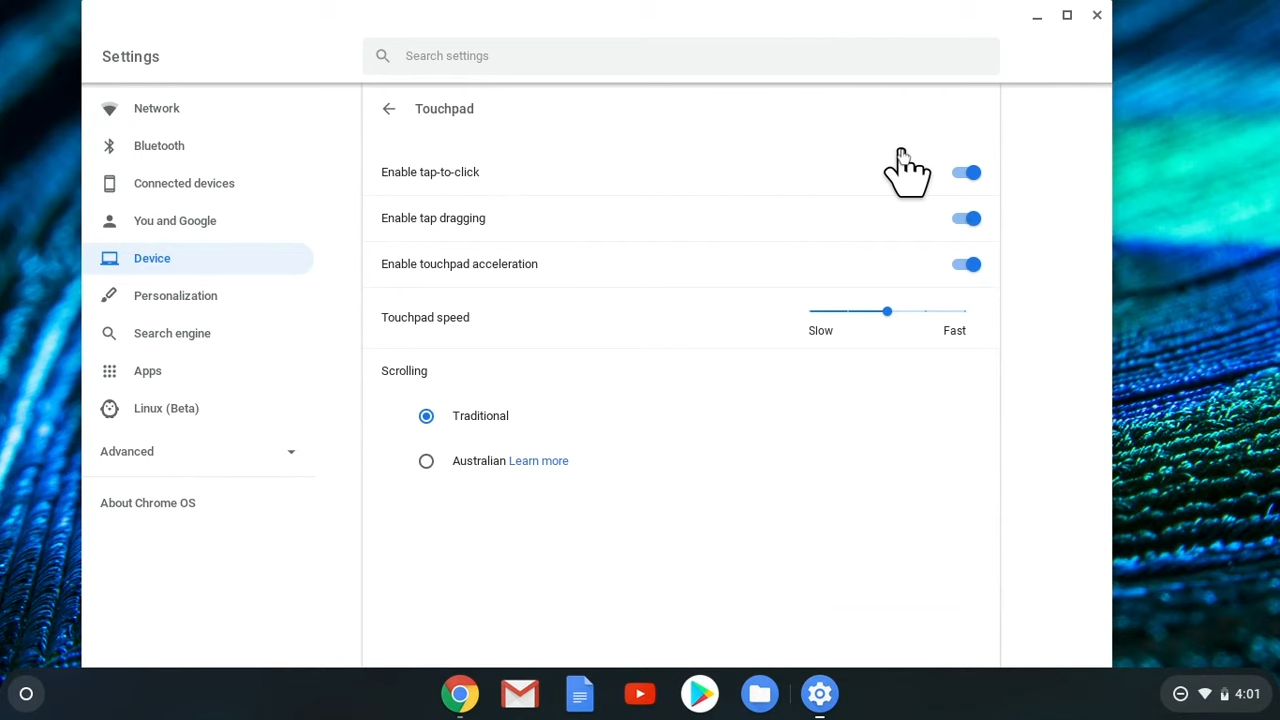 Settings
Search settings
Network
Bluetooth
Connected devices
You and Google
Device
Personalization
Search engine
Apps
Linux (Beta)
Advanced
About Chrome OS
Touchpad
Enable tap-to-click
Enable tap dragging
Enable touchpad acceleration
Touchpad speed
Slow Fast
Scrolling
Traditional
Australian Learn more
4:01